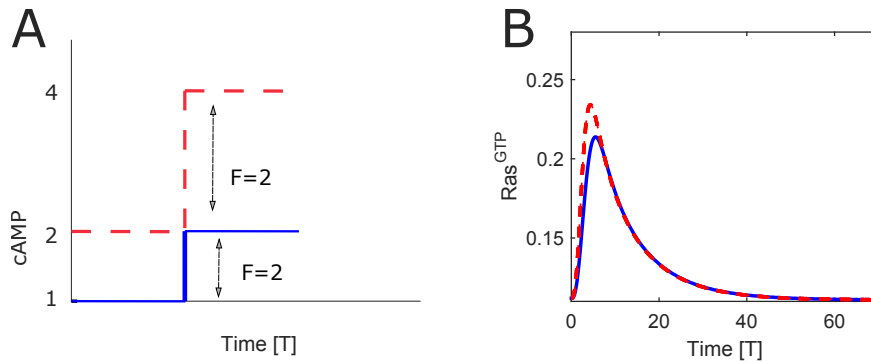 A
cAMP
4
2
1
F=2
F=2
Time [T]
B
Ras^GTP
0.25
0.2
0.15
0
20
40
60
Time [T]